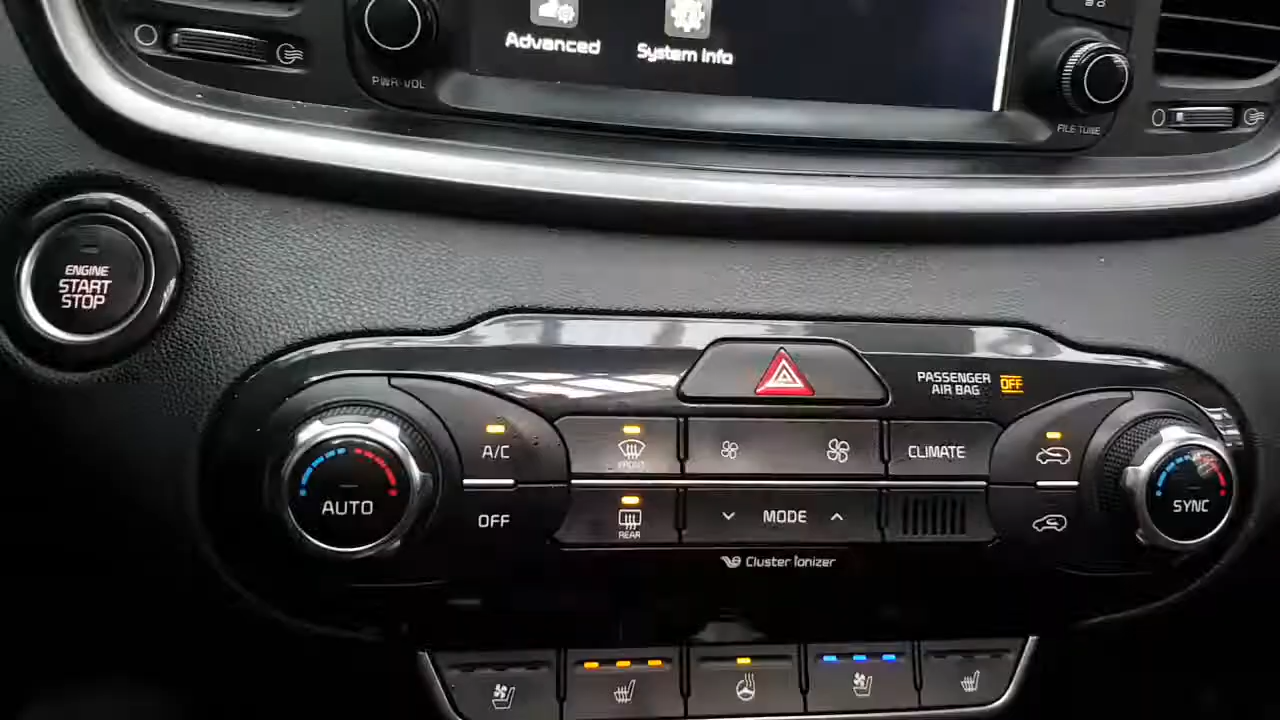 Advanced
System Info
PWR·VOL
FILE TUNE
ENGINE
START
STOP
PASSENGER
AIR BAG
OFF
A/C
FRONT
CLIMATE
AUTO
SYNC
OFF
REAR
MODE
Cluster Ionizer